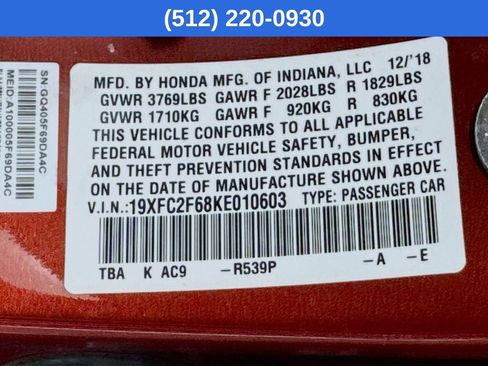 (512) 220-0930
SN GQ405F69DA4C
MEID A100005F69DA4C
MFD. BY HONDA MFG. OF INDIANA, LLC 12/'18
GVWR 3769LBS GAWR F 2028LBS R 1829LBS
GVWR 1710KG GAWR F 920KG R 830KG
THIS VEHICLE CONFORMS TO ALL APPLICABLE
FEDERAL MOTOR VEHICLE SAFETY, BUMPER,
AND THEFT PREVENTION STANDARDS IN EFFECT
ON THE DATE OF MANUFACTURE SHOWN ABOVE.
V.I.N.:19XFC2F68KE010603 TYPE: PASSENGER CAR
TBA K AC9 –R539P –A –E